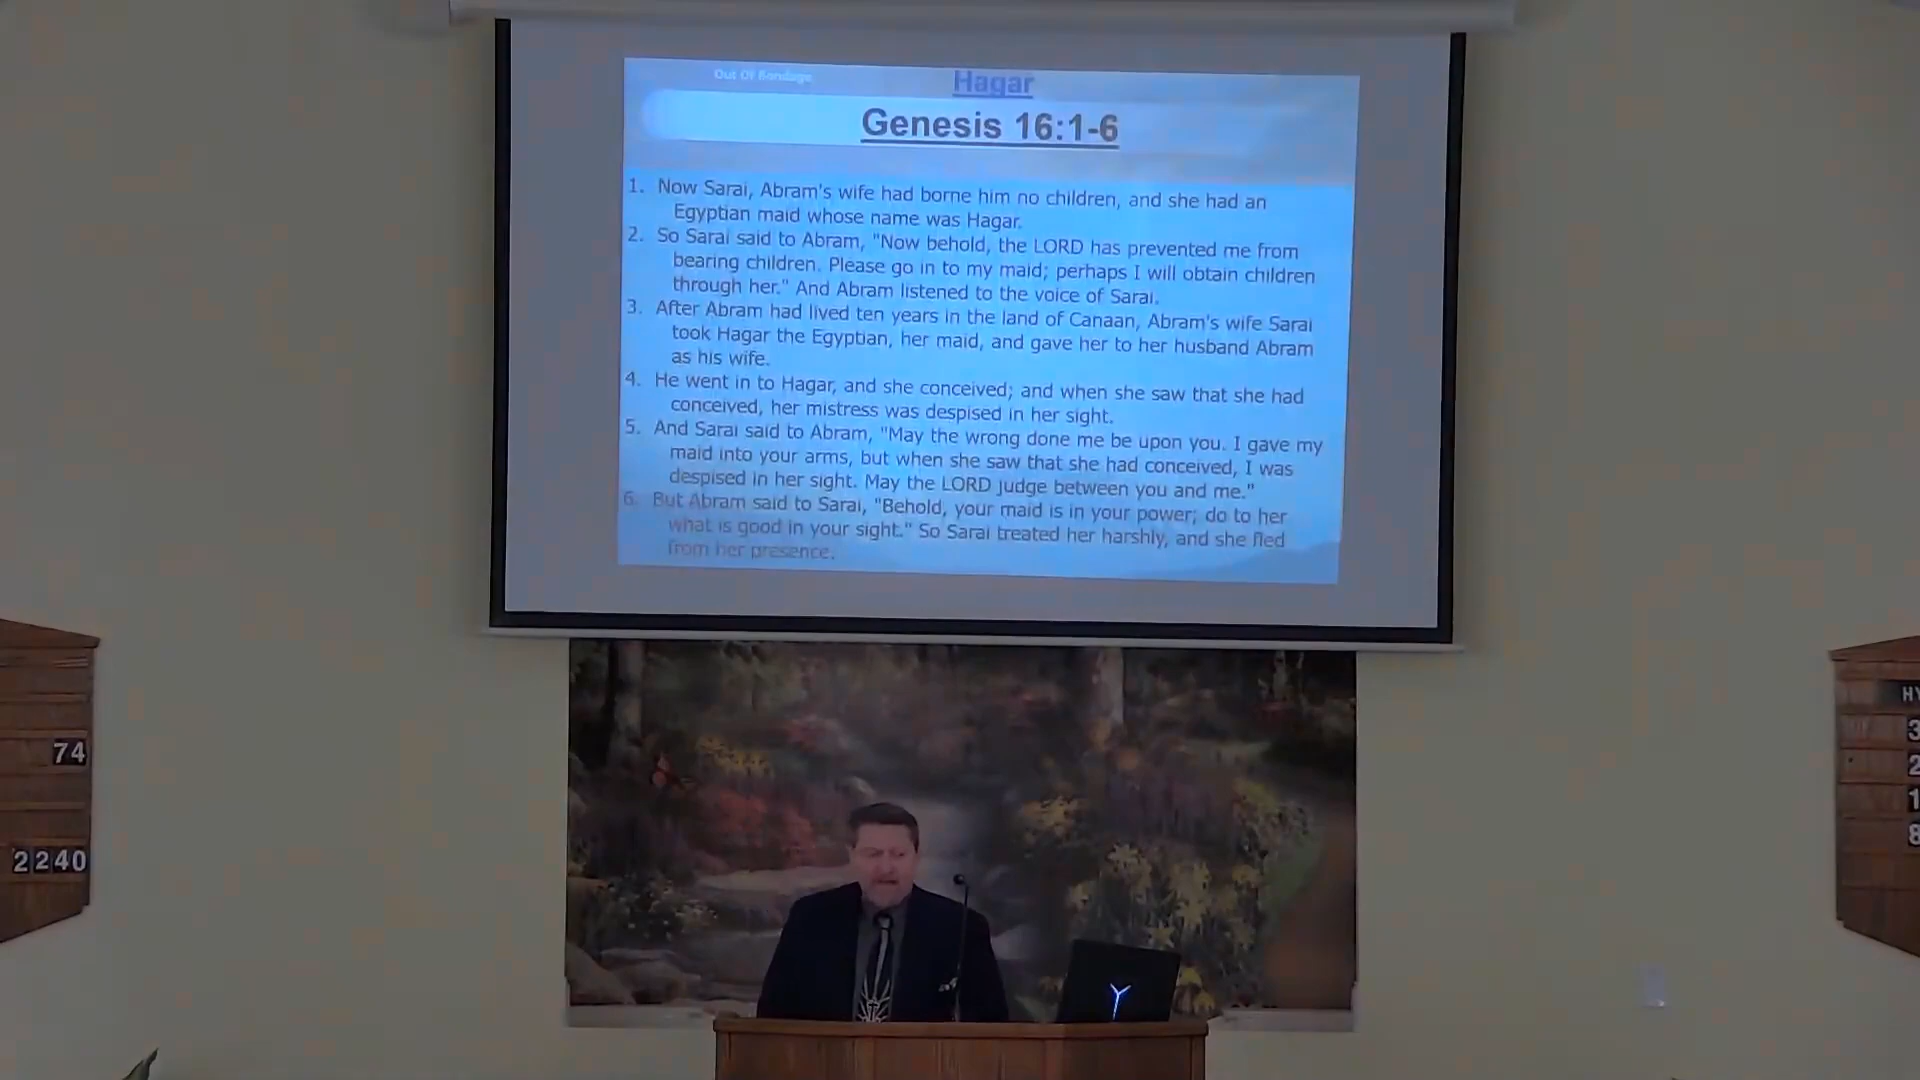 Out Of Bondage
Hagar
Genesis 16:1-6
1. Now Sarai, Abram's wife had borne him no children, and she had an
Egyptian maid whose name was Hagar.
2. So Sarai said to Abram, "Now behold, the LORD has prevented me from
bearing children. Please go in to my maid; perhaps I will obtain children
through her." And Abram listened to the voice of Sarai.
3. After Abram had lived ten years in the land of Canaan, Abram's wife Sarai
took Hagar the Egyptian, her maid, and gave her to her husband Abram
as his wife.
4. He went in to Hagar, and she conceived; and when she saw that she had
conceived, her mistress was despised in her sight.
5. And Sarai said to Abram, "May the wrong done me be upon you. I gave my
maid into your arms, but when she saw that she had conceived, I was
despised in her sight. May the LORD judge between you and me."
6. But Abram said to Sarai, "Behold, your maid is in your power; do to her
what is good in your sight." So Sarai treated her harshly, and she fled
from her presence.
74
2240
HY
3
2
1
8